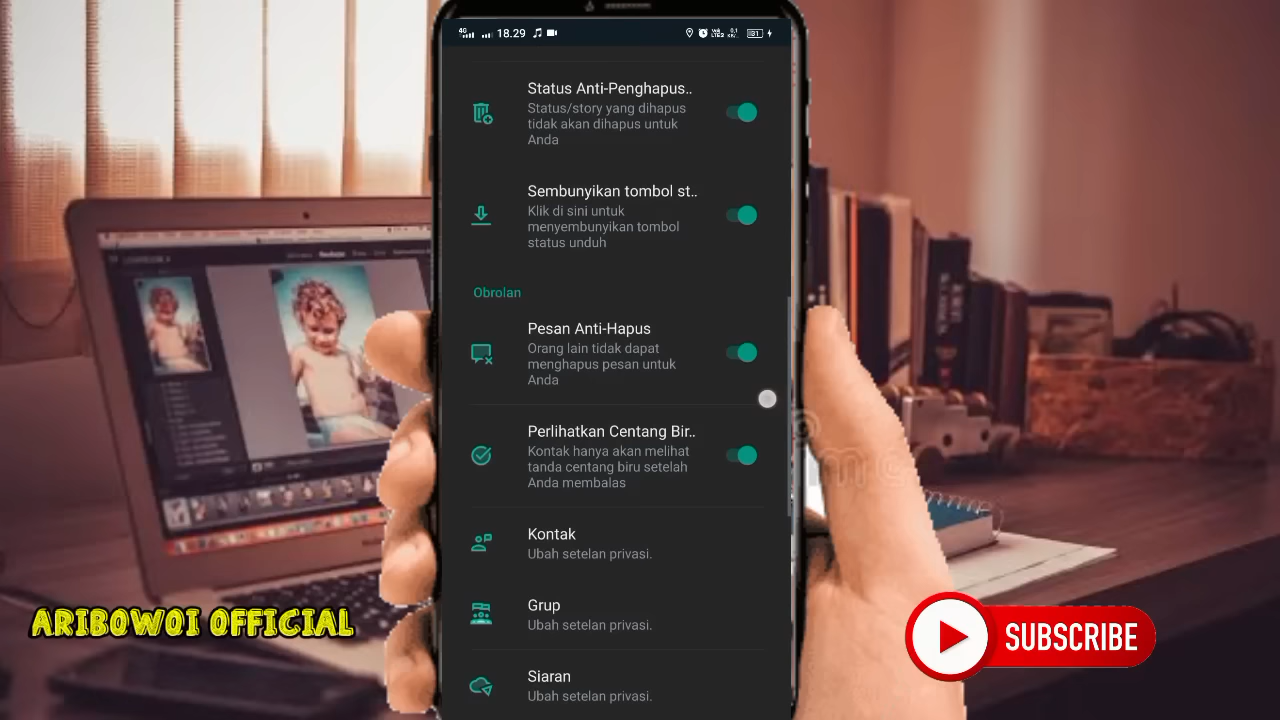 4G
18.29
81
Status Anti-Penghapus..
Status/story yang dihapus
tidak akan dihapus untuk
Anda
Sembunyikan tombol st..
Klik di sini untuk
menyembunyikan tombol
status unduh
Obrolan
Pesan Anti-Hapus
Orang lain tidak dapat
menghapus pesan untuk
Anda
Perlihatkan Centang Bir..
Kontak hanya akan melihat
tanda centang biru setelah
Anda membalas
Kontak
Ubah setelan privasi.
Grup
Ubah setelan privasi.
Siaran
Ubah setelan privasi.
ARIBOWOI OFFICIAL
SUBSCRIBE